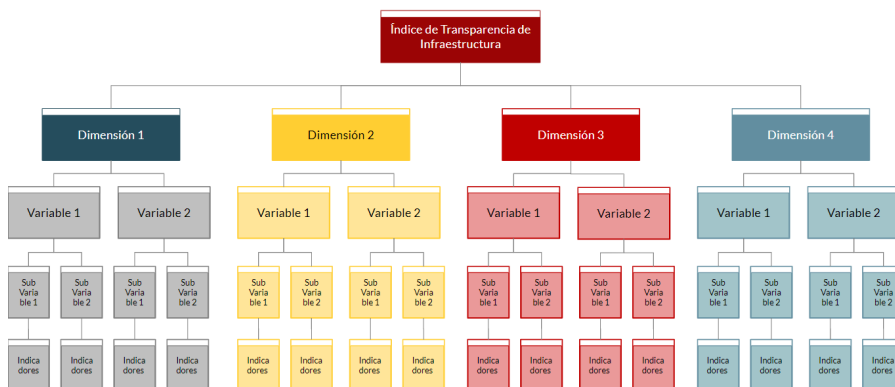 Índice de Transparencia de
Infraestructura
Dimensión 1
Dimensión 2
Dimensión 3
Dimensión 4
Variable 1
Variable 2
Variable 1
Variable 2
Variable 1
Variable 2
Variable 1
Variable 2
Sub
Varia
ble 1
Sub
Varia
ble 2
Sub
Varia
ble 1
Sub
Varia
ble 2
Sub
Varia
ble 1
Sub
Varia
ble 2
Sub
Varia
ble 1
Sub
Varia
ble 2
Sub
Varia
ble 1
Sub
Varia
ble 2
Sub
Varia
ble 1
Sub
Varia
ble 2
Sub
Varia
ble 1
Sub
Varia
ble 2
Sub
Varia
ble 1
Sub
Varia
ble 2
Indica
dores
Indica
dores
Indica
dores
Indica
dores
Indica
dores
Indica
dores
Indica
dores
Indica
dores
Indica
dores
Indica
dores
Indica
dores
Indica
dores
Indica
dores
Indica
dores
Indica
dores
Indica
dores